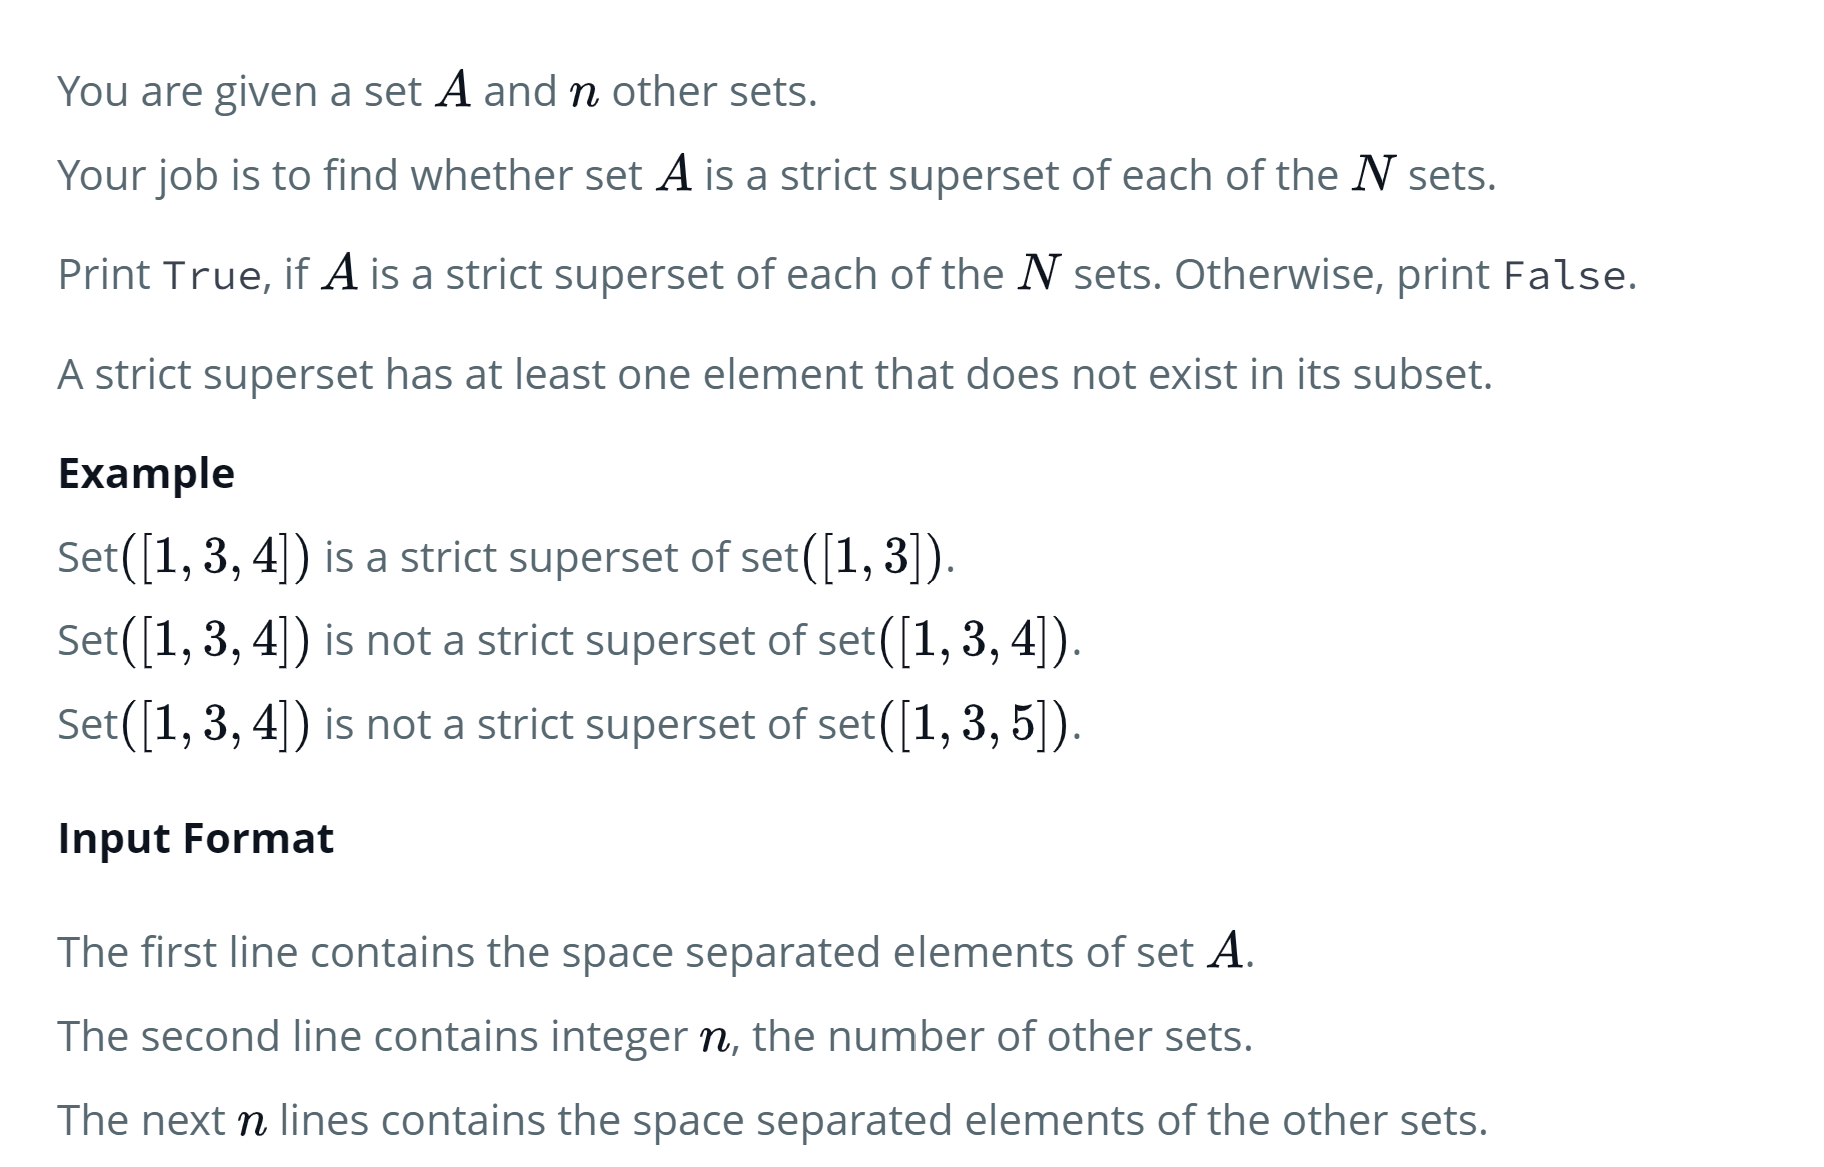 You are given a set A and n other sets.
Your job is to find whether set A is a strict superset of each of the N sets.
Print True, if A is a strict superset of each of the N sets. Otherwise, print False.
A strict superset has at least one element that does not exist in its subset.
Example
Set([1, 3, 4]) is a strict superset of set([1, 3]).
Set([1, 3, 4]) is not a strict superset of set([1, 3, 4]).
Set([1, 3, 4]) is not a strict superset of set([1, 3, 5]).
Input Format
The first line contains the space separated elements of set A.
The second line contains integer n, the number of other sets.
The next n lines contains the space separated elements of the other sets.